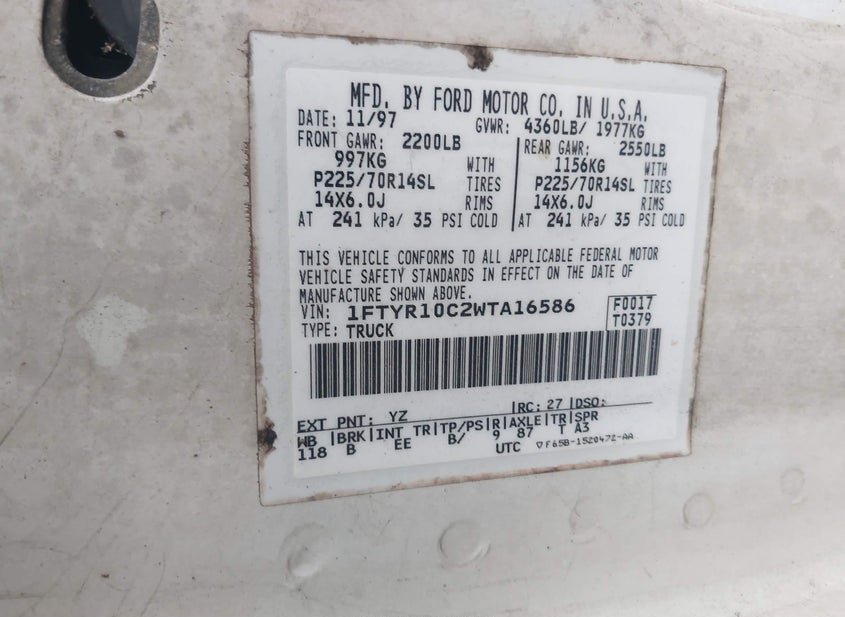 MFD. BY FORD MOTOR CO. IN U.S.A.
DATE: 11/97 GVWR: 4360LB/ 1977KG
FRONT GAWR: 2200LB REAR GAWR: 2550LB
997KG WITH 1156KG WITH
P225/70R14SL TIRES P225/70R14SL TIRES
14X6.0J RIMS 14X6.0J RIMS
AT 241 kPa/ 35 PSI COLD AT 241 kPa/ 35 PSI COLD
THIS VEHICLE CONFORMS TO ALL APPLICABLE FEDERAL MOTOR
VEHICLE SAFETY STANDARDS IN EFFECT ON THE DATE OF
MANUFACTURE SHOWN ABOVE.
VIN: 1FTYR10C2WTA16586 F0017
TYPE: TRUCK T0379
EXT PNT: YZ RC: 27 DSO:
WB BRK INT TR TP/PS R AXLE TR SPR
118 B EE B/ 9 87 T A3
UTC F65B-1520472-AA